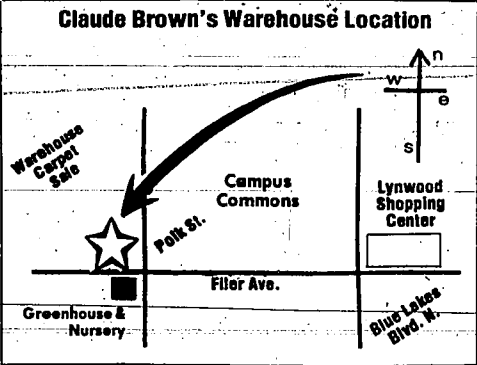 Claude Brown's Warehouse Location
n
w
e
s
Warehouse
Carpet
Sale
Campus
Commons
Lynwood
Shopping
Center
Polk St.
Filer Ave.
Greenhouse &
Nursery
Blue Lakes
Blvd. N.